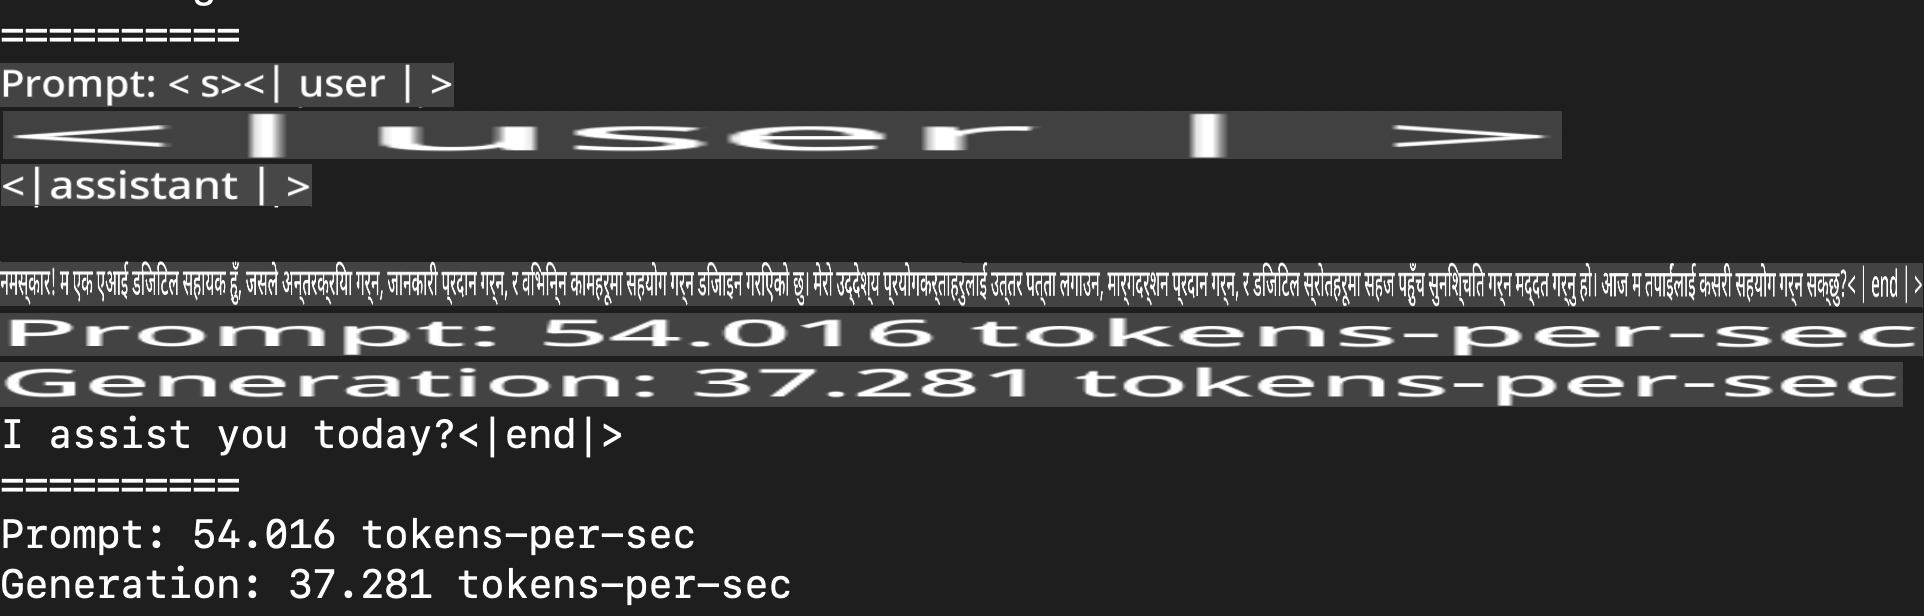 ==========
Prompt: < s><| user | >
< | user | >
<|assistant | >
नमस्कार! म एक एआई डिजिटल सहायक हुँ, जसले अन्तरक्रिया गर्न, जानकारी प्रदान गर्न, र विभिन्न कामहरूमा सहयोग गर्न डिजाइन गरिएको छु। मेरो उद्देश्य प्रयोगकर्ताहरुलाई उत्तर पत्ता लगाउन, मार्गदर्शन प्रदान गर्न, र डिजिटल स्रोतहरूमा सहज पहुँच सुनिश्चित गर्न मद्दत गर्नु हो। आज म तपाईंलाई कसरी सहयोग गर्न सक्छु?< | end | >
Prompt: 54.016 tokens-per-sec
Generation: 37.281 tokens-per-sec
I assist you today?<|end|>
==========
Prompt: 54.016 tokens-per-sec
Generation: 37.281 tokens-per-sec